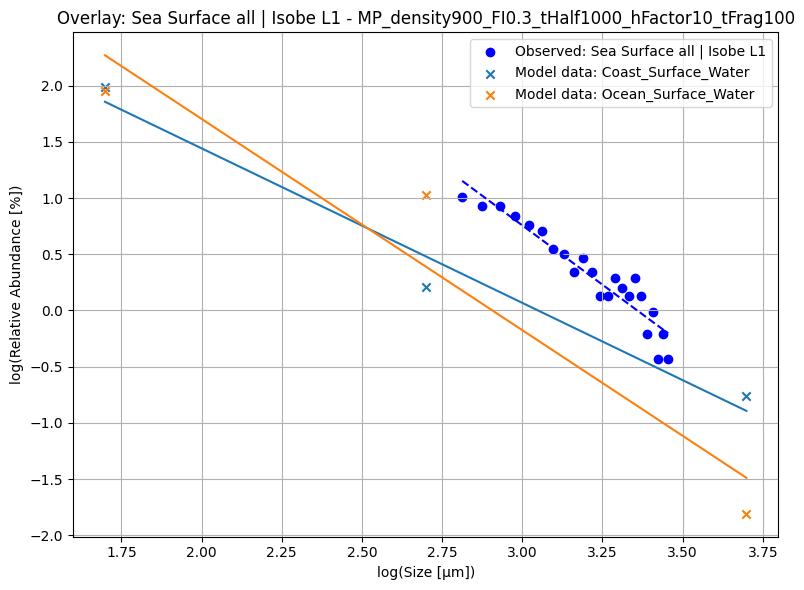 Overlay: Sea Surface all | Isobe L1 - MP_density900_FI0.3_tHalf1000_hFactor10_tFrag100
Observed: Sea Surface all | Isobe L1
Model data: Coast_Surface_Water
Model data: Ocean_Surface_Water
log(Relative Abundance [%])
2.0
1.5
1.0
0.5
0.0
−0.5
−1.0
−1.5
−2.0
1.75 2.00 2.25 2.50 2.75 3.00 3.25 3.50 3.75
log(Size [µm])